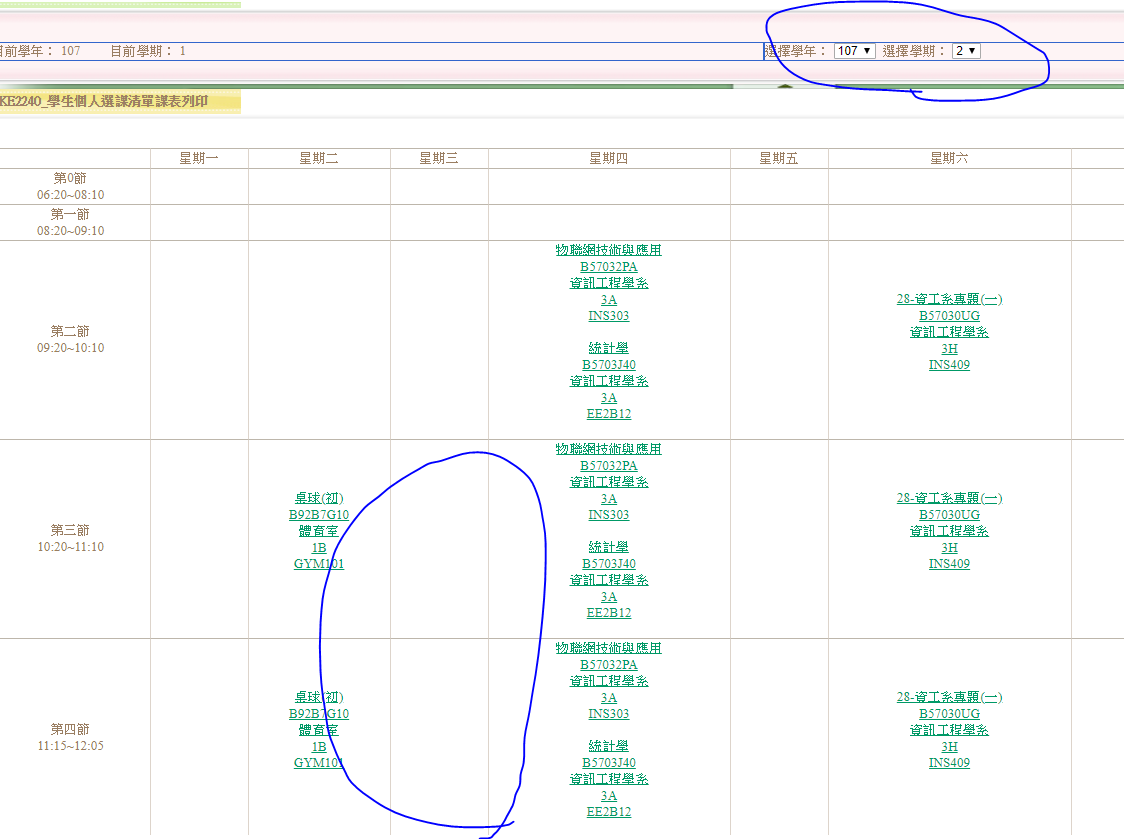 目前學年： 107 目前學期： 1 選擇學年： 107 選擇學期： 2
KE2240_學生個人選課清單課表列印
星期一 星期二 星期三 星期四 星期五 星期六
第0節
06:20~08:10
第一節
08:20~09:10
第二節
09:20~10:10
物聯網技術與應用
B57032PA
資訊工程學系
3A
INS303
統計學
B5703J40
資訊工程學系
3A
EE2B12
28-資工系專題(一)
B57030UG
資訊工程學系
3H
INS409
第三節
10:20~11:10
桌球(初)
B92B7G10
體育室
1B
GYM101
物聯網技術與應用
B57032PA
資訊工程學系
3A
INS303
統計學
B5703J40
資訊工程學系
3A
EE2B12
28-資工系專題(一)
B57030UG
資訊工程學系
3H
INS409
第四節
11:15~12:05
桌球(初)
B92B7G10
體育室
1B
GYM101
物聯網技術與應用
B57032PA
資訊工程學系
3A
INS303
統計學
B5703J40
資訊工程學系
3A
EE2B12
28-資工系專題(一)
B57030UG
資訊工程學系
3H
INS409